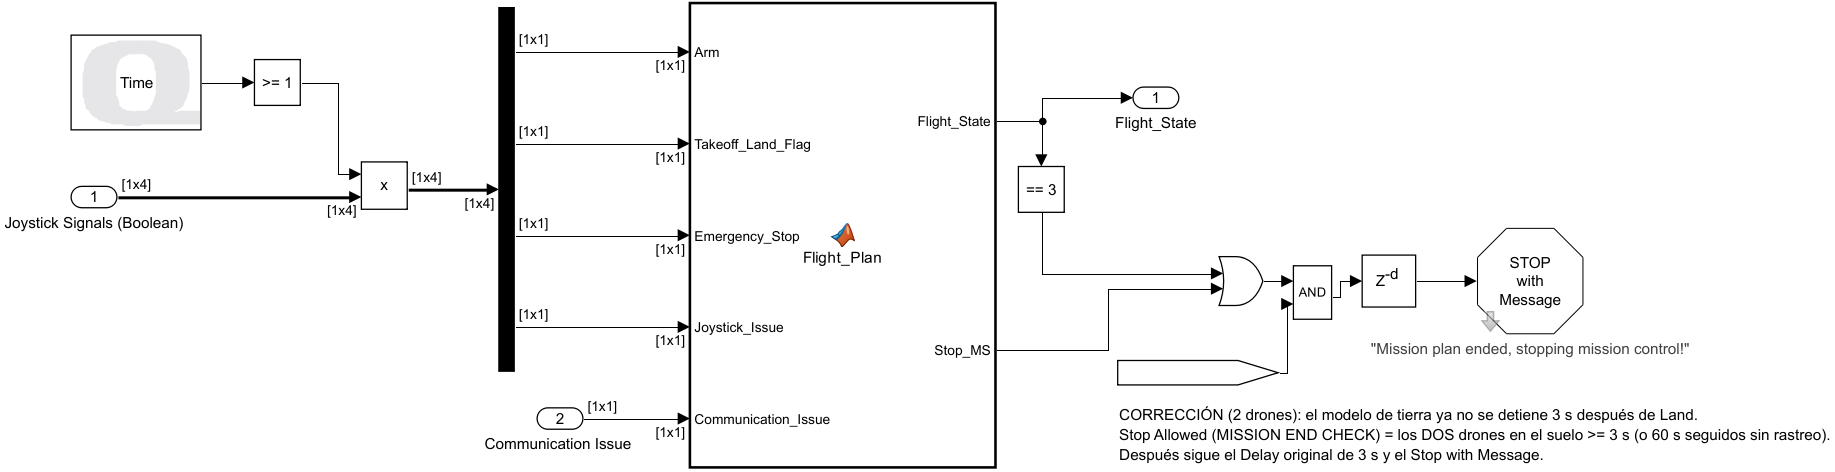 Time
>= 1
[1x4]
1
Joystick Signals (Boolean)
[1x4]
x
[1x4]
[1x4]
[1x1]
[1x1]
Arm
[1x1]
[1x1]
Takeoff_Land_Flag
[1x1]
[1x1]
Emergency_Stop
[1x1]
[1x1]
Joystick_Issue
2
[1x1]
[1x1]
Communication Issue
Communication_Issue
Flight_Plan
Flight_State
Stop_MS
1
Flight_State
== 3
AND
Z-d
STOP
with
Message
"Mission plan ended, stopping mission control!"
CORRECCIÓN (2 drones): el modelo de tierra ya no se detiene 3 s después de Land.
Stop Allowed (MISSION END CHECK) = los DOS drones en el suelo >= 3 s (o 60 s seguidos sin rastreo).
Después sigue el Delay original de 3 s y el Stop with Message.